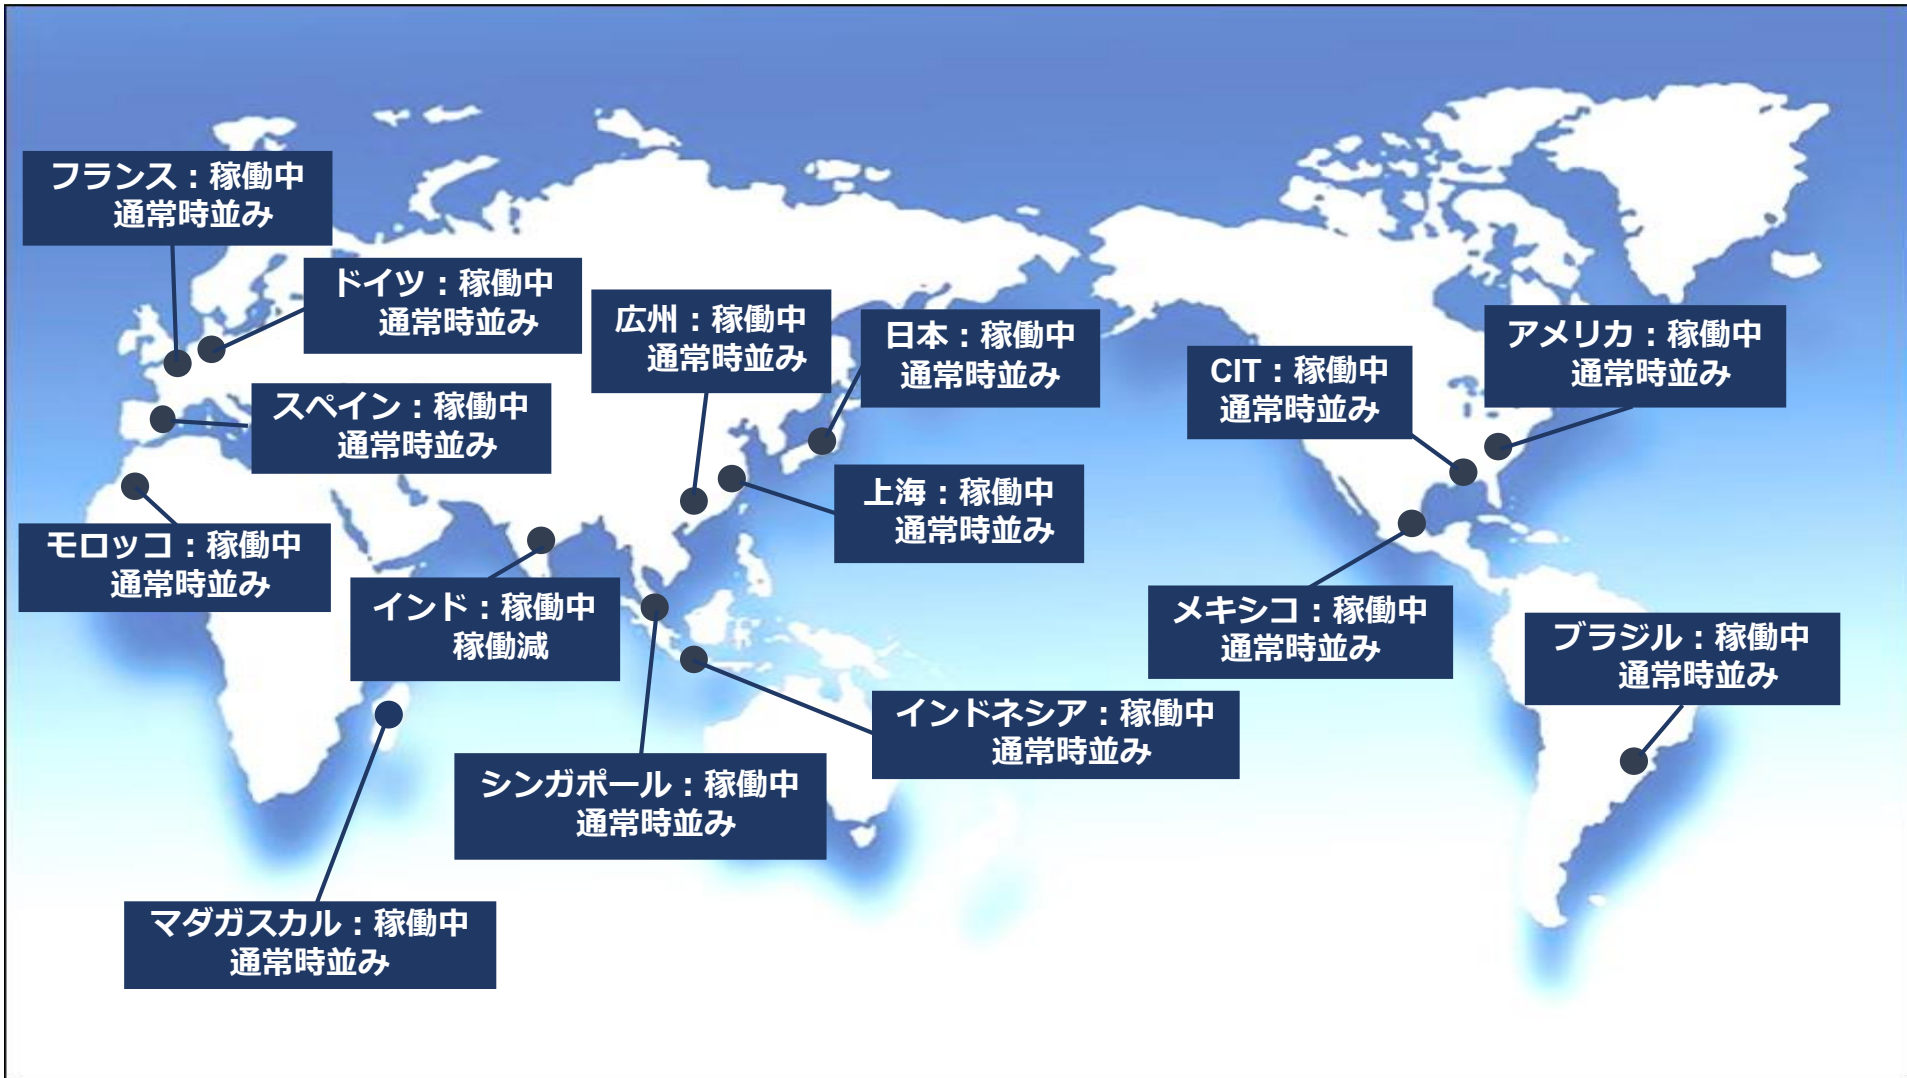 フランス：稼働中
通常時並み
ドイツ：稼働中
通常時並み
広州：稼働中
通常時並み
日本：稼働中
通常時並み
アメリカ：稼働中
通常時並み
CIT：稼働中
通常時並み
スペイン：稼働中
通常時並み
上海：稼働中
通常時並み
モロッコ：稼働中
通常時並み
インド：稼働中
稼働減
メキシコ：稼働中
通常時並み
ブラジル：稼働中
通常時並み
インドネシア：稼働中
通常時並み
シンガポール：稼働中
通常時並み
マダガスカル：稼働中
通常時並み